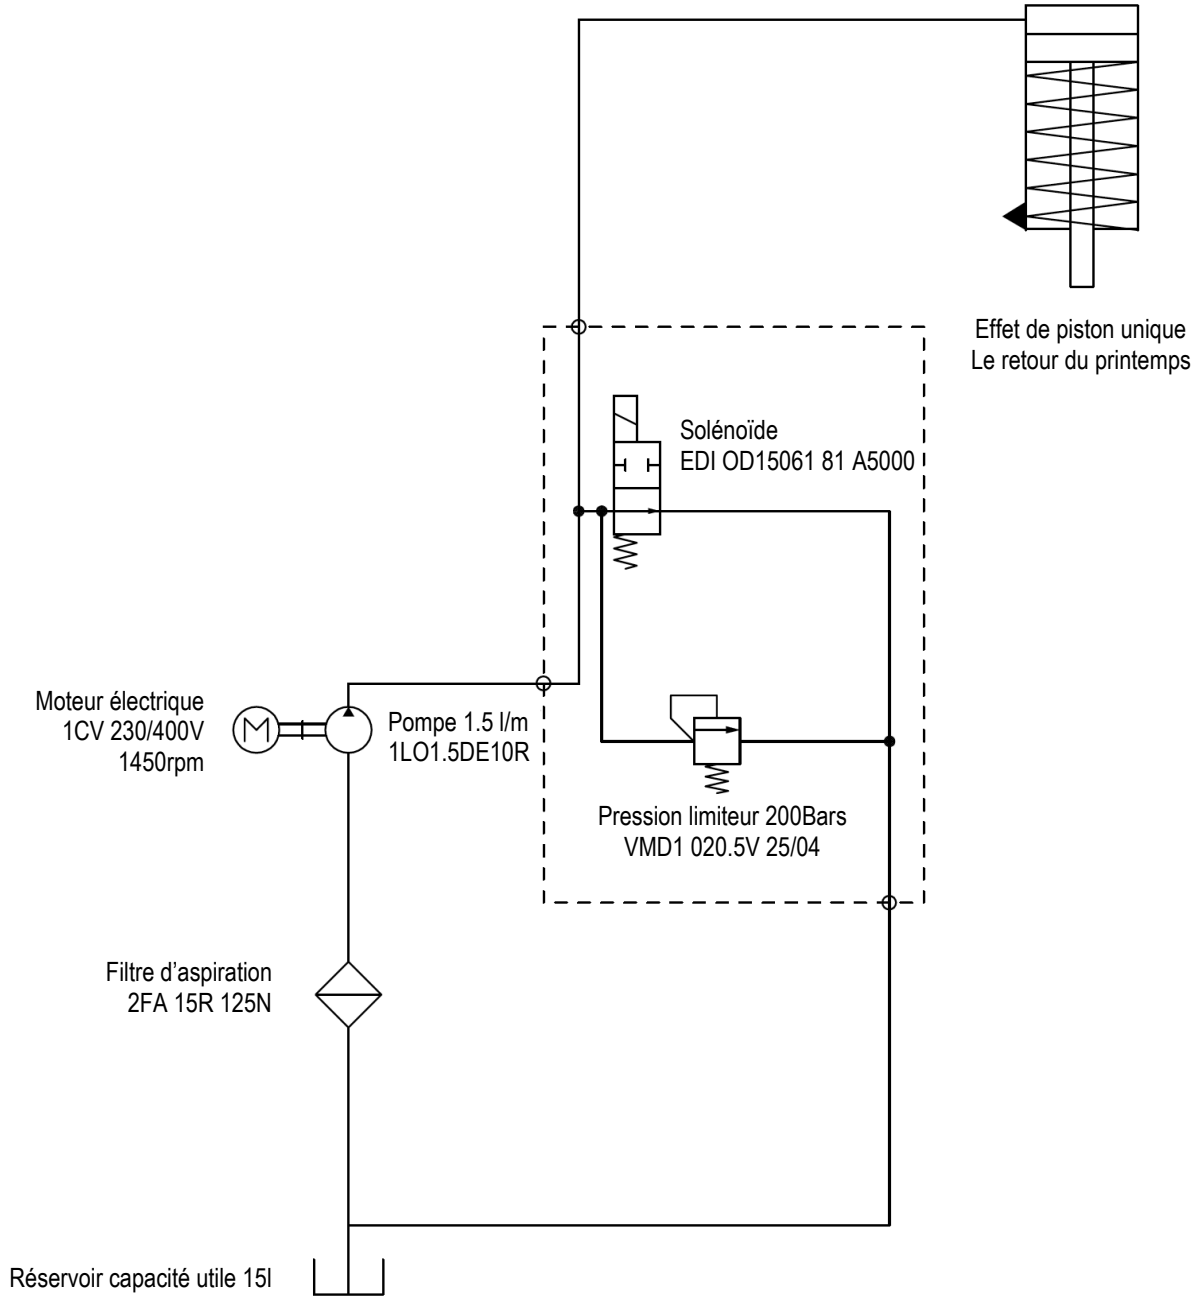 Effet de piston unique
Le retour du printemps
Solénoïde
EDI OD15061 81 A5000
Moteur électrique
1CV 230/400V
1450rpm
M
Pompe 1.5 l/m
1LO1.5DE10R
Pression limiteur 200Bars
VMD1 020.5V 25/04
Filtre d'aspiration
2FA 15R 125N
Réservoir capacité utile 15l